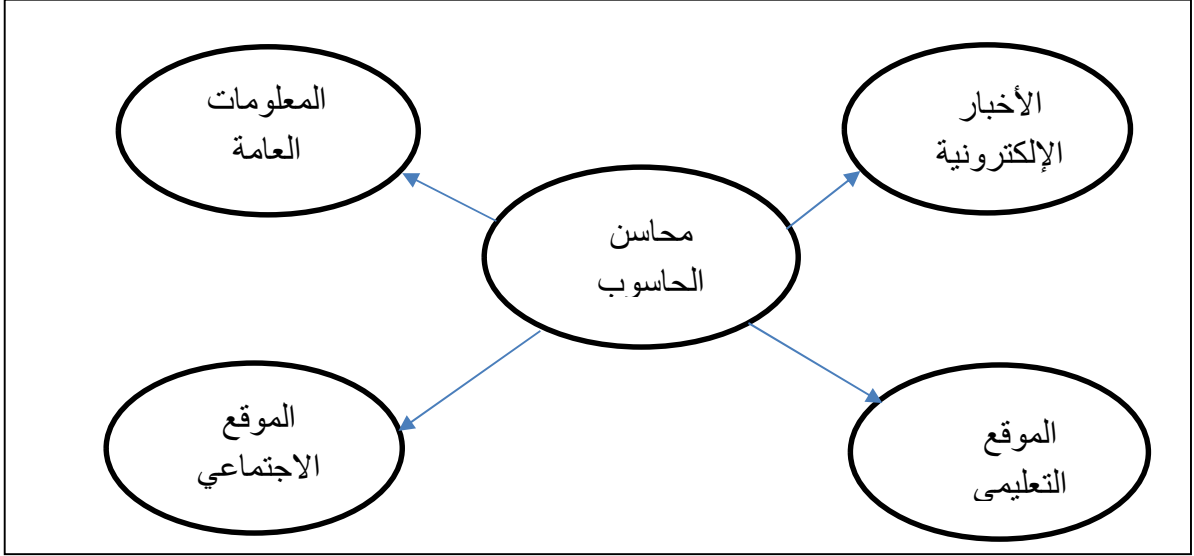 الأخبار
الإلكترونية
المعلومات
العامة
محاسن
الحاسوب
الموقع
التعليمي
الموقع
الاجتماعي